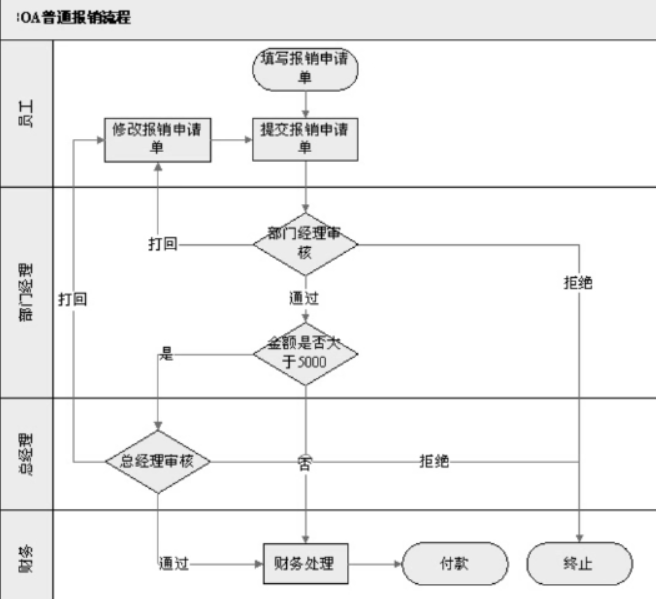 OA普通报销流程
员工
填写报销申请
单
修改报销申请
单
提交报销申请
单
部门经理
部门经理审
核
打回
拒绝
通过
打回
金额是否大
于5000
是
总经理
总经理审核
否
拒绝
财务
通过
财务处理
付款
终止